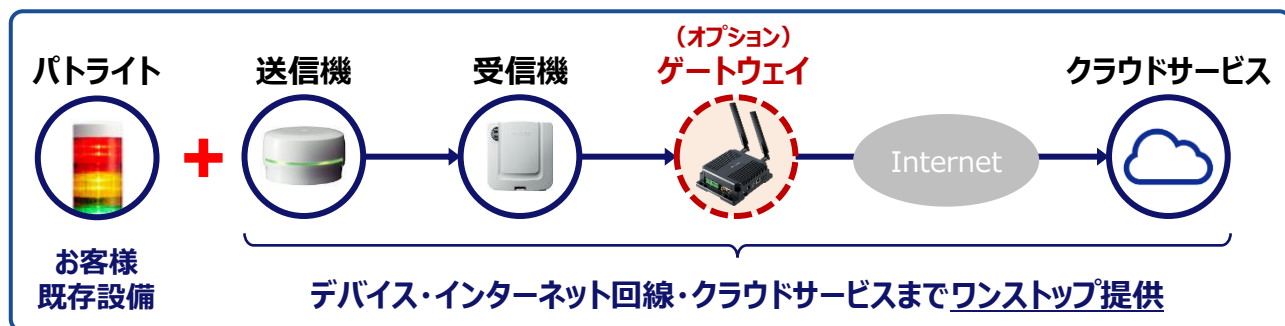 （オプション）
パトライト
送信機
受信機
ゲートウェイ
クラウドサービス
Internet
お客様
既存設備
デバイス・インターネット回線・クラウドサービスまでワンストップ提供